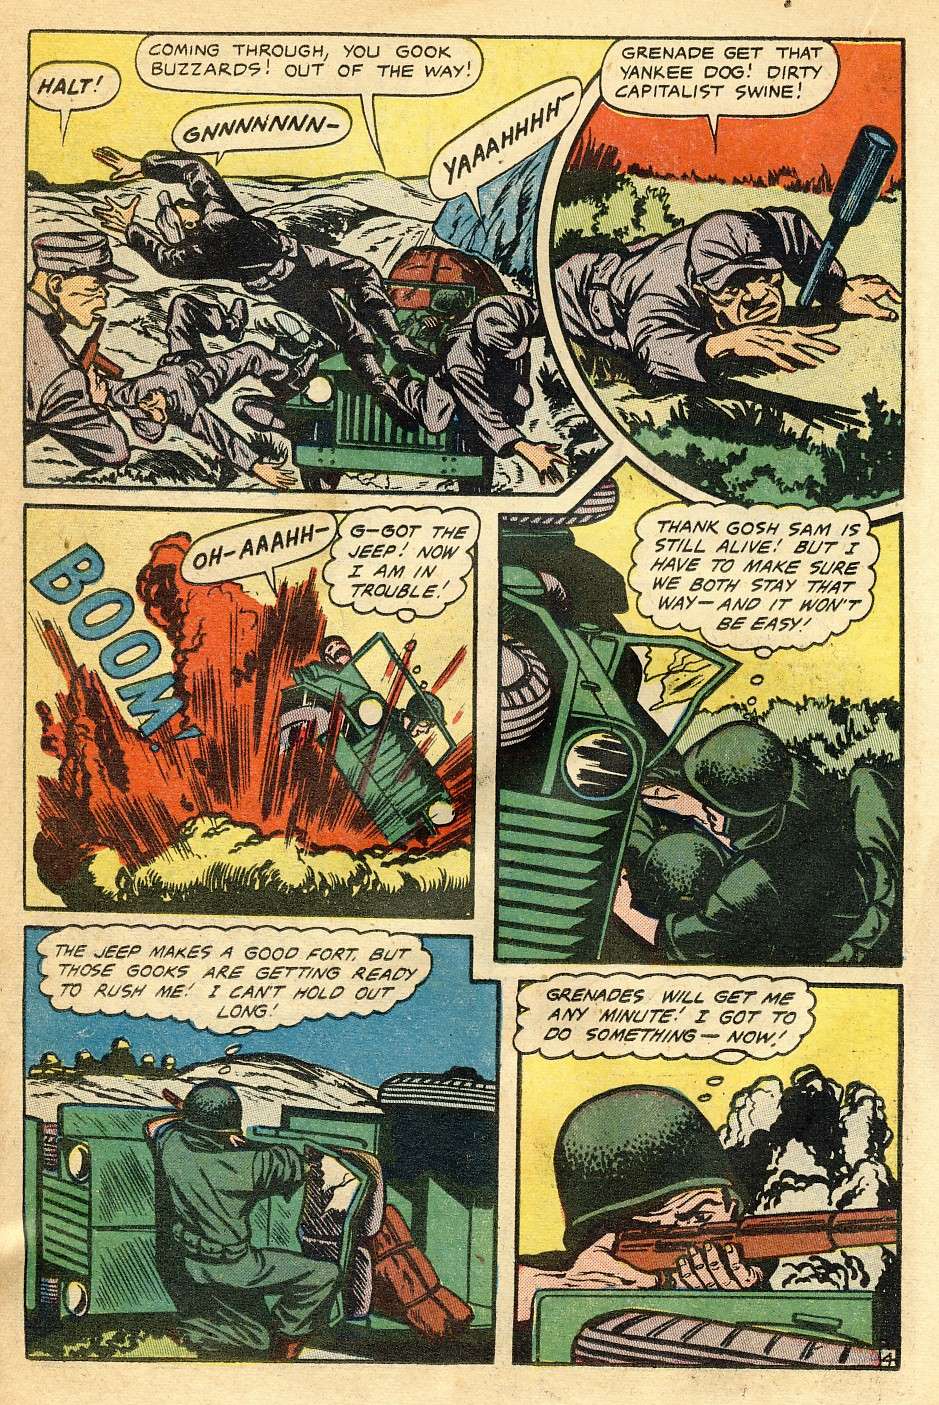 HALT!
COMING THROUGH, YOU GOOK
BUZZARDS! OUT OF THE WAY!
GNNNNNNN-
YAAAHHHH-
GRENADE GET THAT
YANKEE DOG! DIRTY
CAPITALIST SWINE!
BOOM!
OH-AAAHH-
G-GOT THE
JEEP! NOW
I AM IN
TROUBLE!
THANK GOSH SAM IS
STILL ALIVE! BUT I
HAVE TO MAKE SURE
WE BOTH STAY THAT
WAY-AND IT WON'T
BE EASY!
THE JEEP MAKES A GOOD FORT, BUT
THOSE GOOKS ARE GETTING READY
TO RUSH ME! I CAN'T HOLD OUT
LONG!
GRENADES WILL GET ME
ANY MINUTE! I GOT TO
DO SOMETHING-NOW!
4